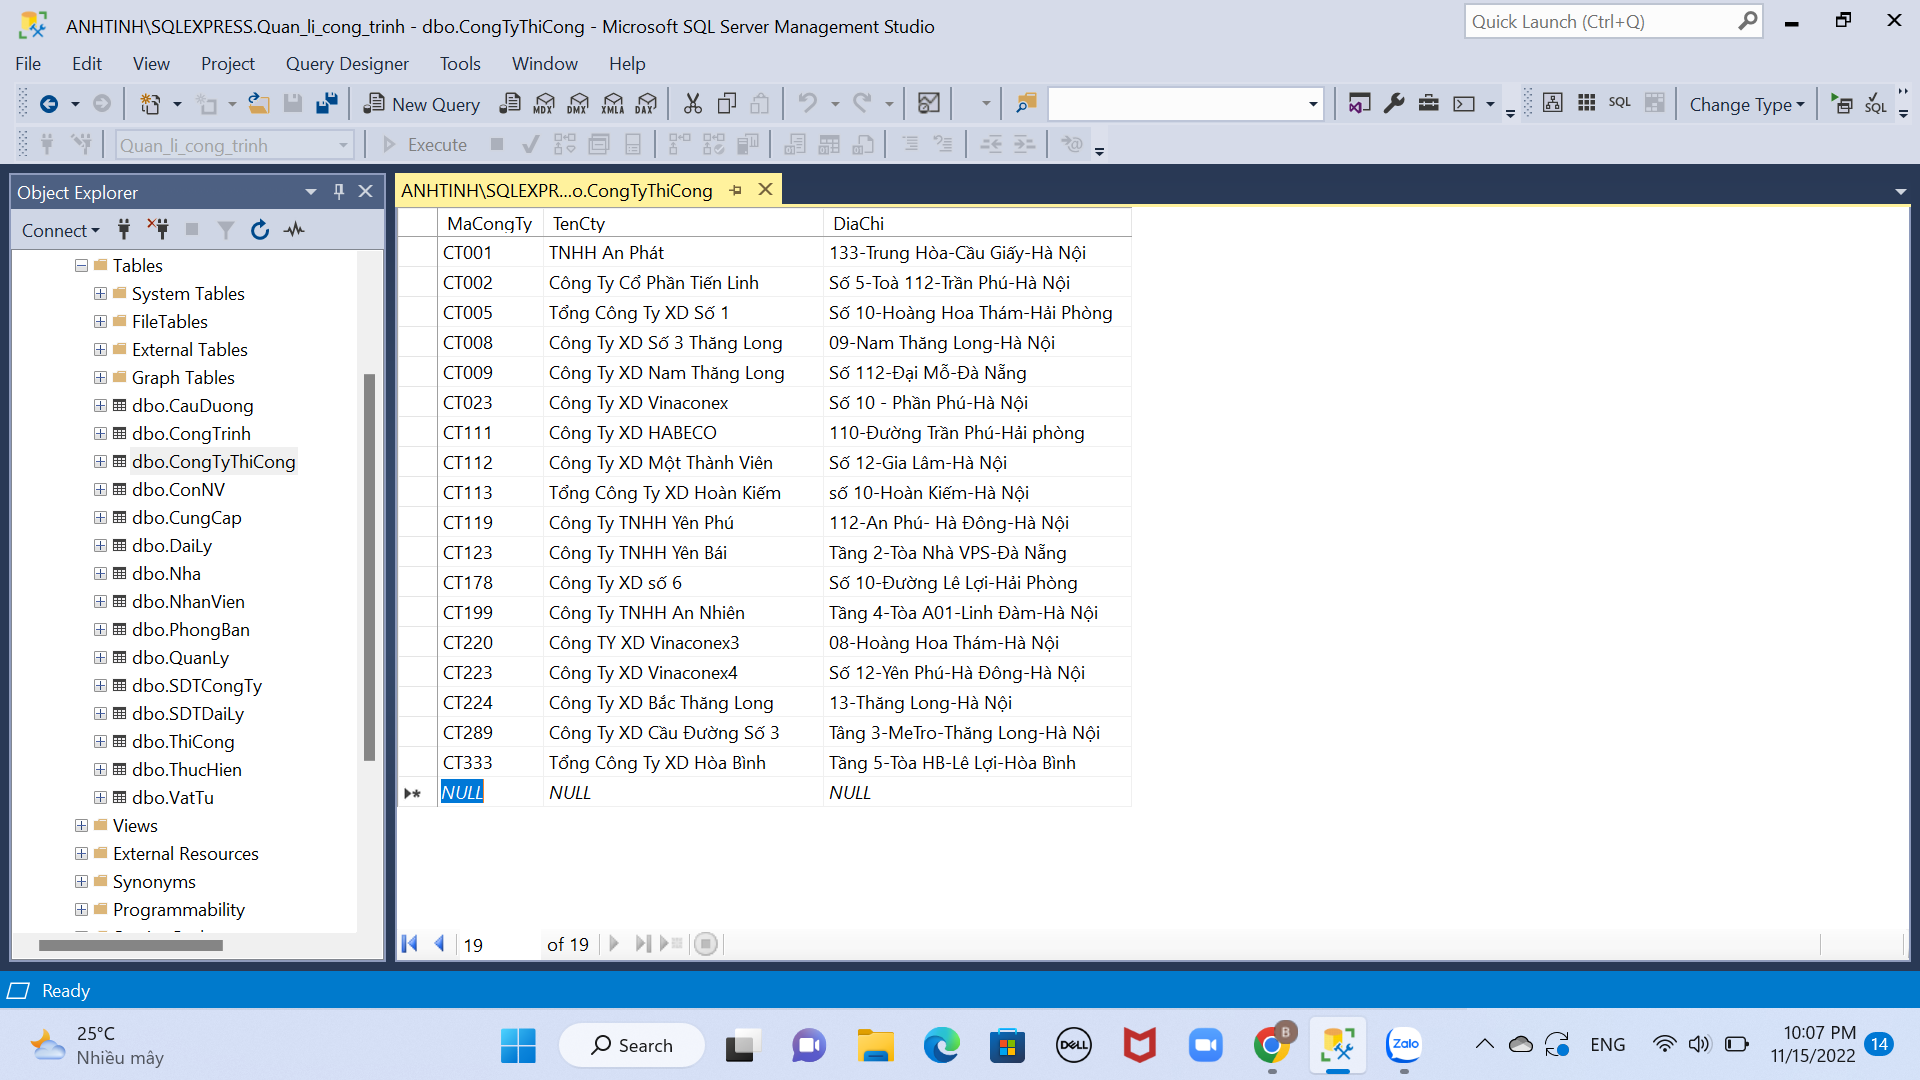 ANHTINH\SQLEXPRESS.Quan_li_cong_trinh - dbo.CongTyThiCong - Microsoft SQL Server Management Studio
Quick Launch (Ctrl+Q)
File Edit View Project Query Designer Tools Window Help
New Query MDX DMX XMLA DAX SQL Change Type SQL
Quan_li_cong_trinh Execute
Object Explorer
Connect
Tables
System Tables
FileTables
External Tables
Graph Tables
dbo.CauDuong
dbo.CongTrinh
dbo.CongTyThiCong
dbo.ConNV
dbo.CungCap
dbo.DaiLy
dbo.Nha
dbo.NhanVien
dbo.PhongBan
dbo.QuanLy
dbo.SDTCongTy
dbo.SDTDaiLy
dbo.ThiCong
dbo.ThucHien
dbo.VatTu
Views
External Resources
Synonyms
Programmability
ANHTINH\SQLEXPR...o.CongTyThiCong
MaCongTy TenCty DiaChi
CT001 TNHH An Phát 133-Trung Hòa-Cầu Giấy-Hà Nội
CT002 Công Ty Cổ Phần Tiến Linh Số 5-Toà 112-Trần Phú-Hà Nội
CT005 Tổng Công Ty XD Số 1 Số 10-Hoàng Hoa Thám-Hải Phòng
CT008 Công Ty XD Số 3 Thăng Long 09-Nam Thăng Long-Hà Nội
CT009 Công Ty XD Nam Thăng Long Số 112-Đại Mỗ-Đà Nẵng
CT023 Công Ty XD Vinaconex Số 10 - Phần Phú-Hà Nội
CT111 Công Ty XD HABECO 110-Đường Trần Phú-Hải phòng
CT112 Công Ty XD Một Thành Viên Số 12-Gia Lâm-Hà Nội
CT113 Tổng Công Ty XD Hoàn Kiếm số 10-Hoàn Kiếm-Hà Nội
CT119 Công Ty TNHH Yên Phú 112-An Phú- Hà Đông-Hà Nội
CT123 Công Ty TNHH Yên Bái Tầng 2-Tòa Nhà VPS-Đà Nẵng
CT178 Công Ty XD số 6 Số 10-Đường Lê Lợi-Hải Phòng
CT199 Công Ty TNHH An Nhiên Tầng 4-Tòa A01-Linh Đàm-Hà Nội
CT220 Công TY XD Vinaconex3 08-Hoàng Hoa Thám-Hà Nội
CT223 Công Ty XD Vinaconex4 Số 12-Yên Phú-Hà Đông-Hà Nội
CT224 Công Ty XD Bắc Thăng Long 13-Thăng Long-Hà Nội
CT289 Công Ty XD Cầu Đường Số 3 Tâng 3-MeTro-Thăng Long-Hà Nội
CT333 Tổng Công Ty XD Hòa Bình Tầng 5-Tòa HB-Lê Lợi-Hòa Bình
NULL NULL NULL
19 of 19
Ready
25°C
Nhiều mây
Search
DELL
B
Zalo
ENG
10:07 PM
11/15/2022
14